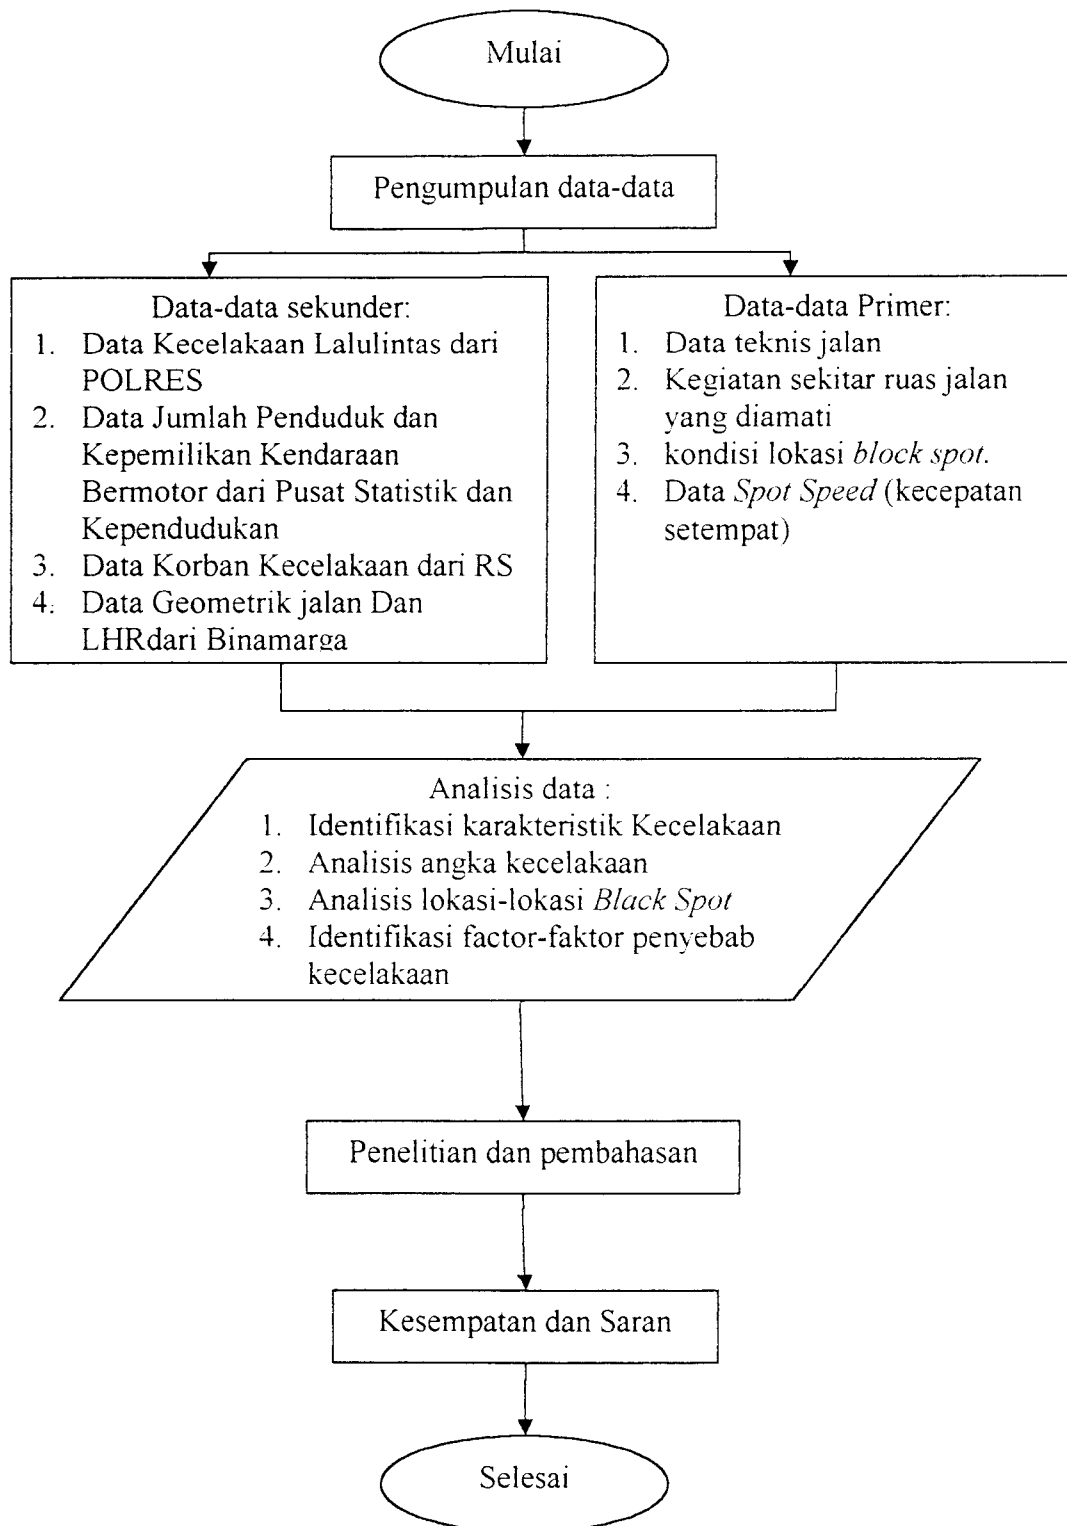 Mulai
Pengumpulan data-data
Data-data sekunder:
1. Data Kecelakaan Lalulintas dari
POLRES
2. Data Jumlah Penduduk dan
Kepemilikan Kendaraan
Bermotor dari Pusat Statistik dan
Kependudukan
3. Data Korban Kecelakaan dari RS
4. Data Geometrik jalan Dan
LHRdari Binamarga
Data-data Primer:
1. Data teknis jalan
2. Kegiatan sekitar ruas jalan
yang diamati
3. kondisi lokasi block spot.
4. Data Spot Speed (kecepatan
setempat)
Analisis data :
1. Identifikasi karakteristik Kecelakaan
2. Analisis angka kecelakaan
3. Analisis lokasi-lokasi Black Spot
4. Identifikasi factor-faktor penyebab
kecelakaan
Penelitian dan pembahasan
Kesempatan dan Saran
Selesai